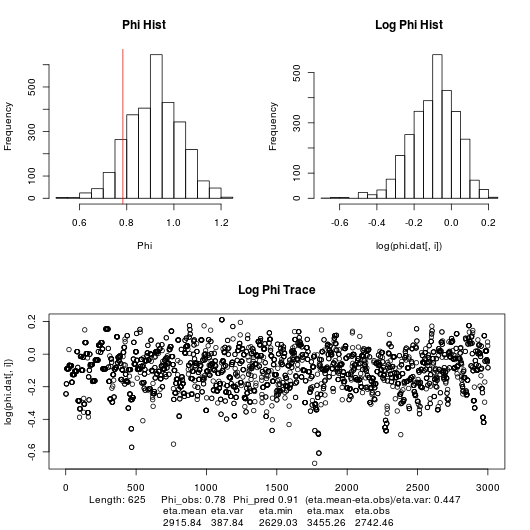 Phi Hist Log Phi Hist
Frequency
0 100 300 500
0.6 0.8 1.0 1.2
Phi
Frequency
0 100 300 500
-0.6 -0.4 -0.2 0.0 0.2
log(phi.dat[, i])
Log Phi Trace
log(phi.dat[, i])
0.2
0.0
-0.2
-0.4
-0.6
0 500 1000 1500 2000 2500 3000
Length: 625 Phi_obs: 0.78 Phi_pred 0.91 (eta.mean-eta.obs)/eta.var: 0.447
eta.mean eta.var eta.min eta.max eta.obs
2915.84 387.84 2629.03 3455.26 2742.46